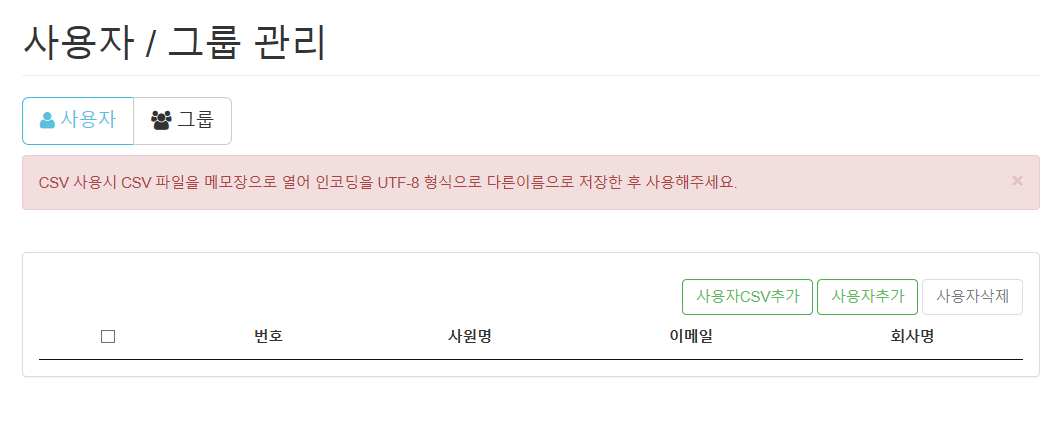 사용자 / 그룹 관리
사용자 그룹
CSV 사용시 CSV 파일을 메모장으로 열어 인코딩을 UTF-8 형식으로 다른이름으로 저장한 후 사용해주세요. ×
사용자CSV추가 사용자추가 사용자삭제
번호 사원명 이메일 회사명